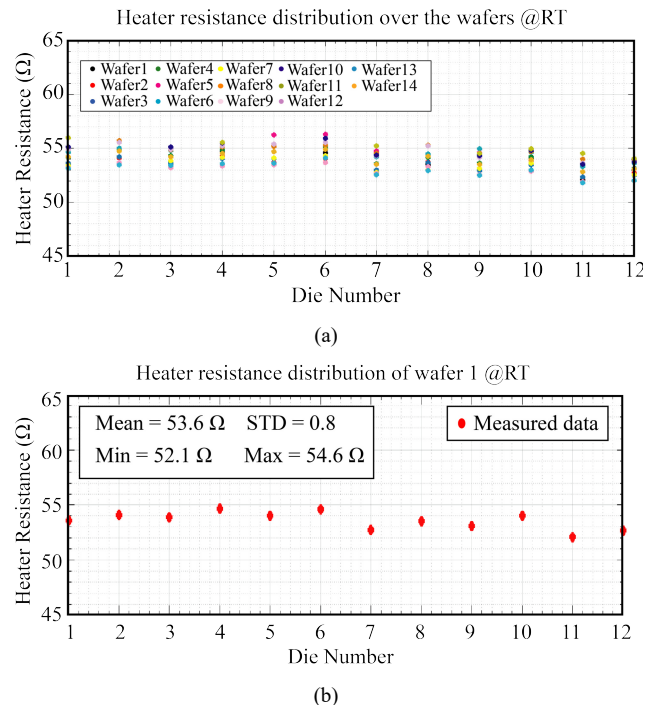 Heater resistance distribution over the wafers @RT
Heater Resistance (Ω)
65
60
55
50
45
Wafer1 Wafer4 Wafer7 Wafer10 Wafer13
Wafer2 Wafer5 Wafer8 Wafer11 Wafer14
Wafer3 Wafer6 Wafer9 Wafer12
1 2 3 4 5 6 7 8 9 10 11 12
Die Number
(a)
Heater resistance distribution of wafer 1 @RT
Heater Resistance (Ω)
65
60
55
50
45
Mean = 53.6 Ω STD = 0.8
Min = 52.1 Ω Max = 54.6 Ω
Measured data
1 2 3 4 5 6 7 8 9 10 11 12
Die Number
(b)